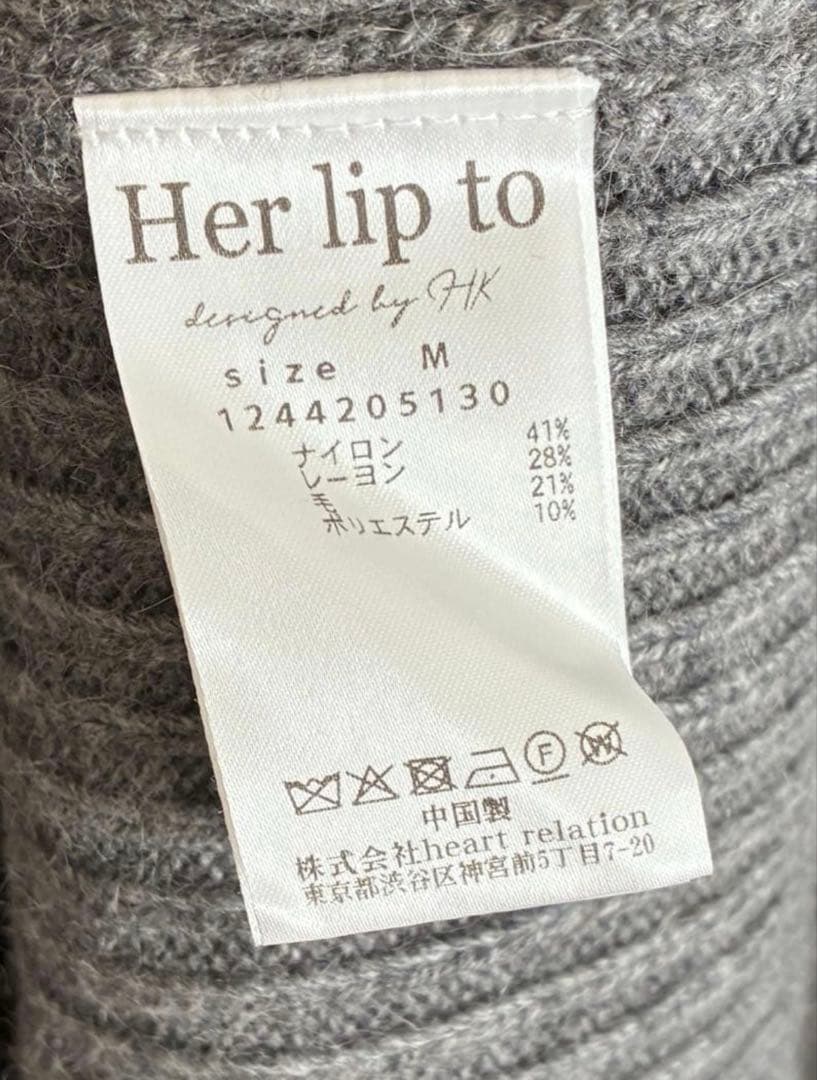 Her lip to
designed by HK
size M
1244205130
ナイロン 41%
レーヨン 28%
毛 21%
ポリエステル 10%
F W
中国製
株式会社heart relation
東京都渋谷区神宮前5丁目7-20